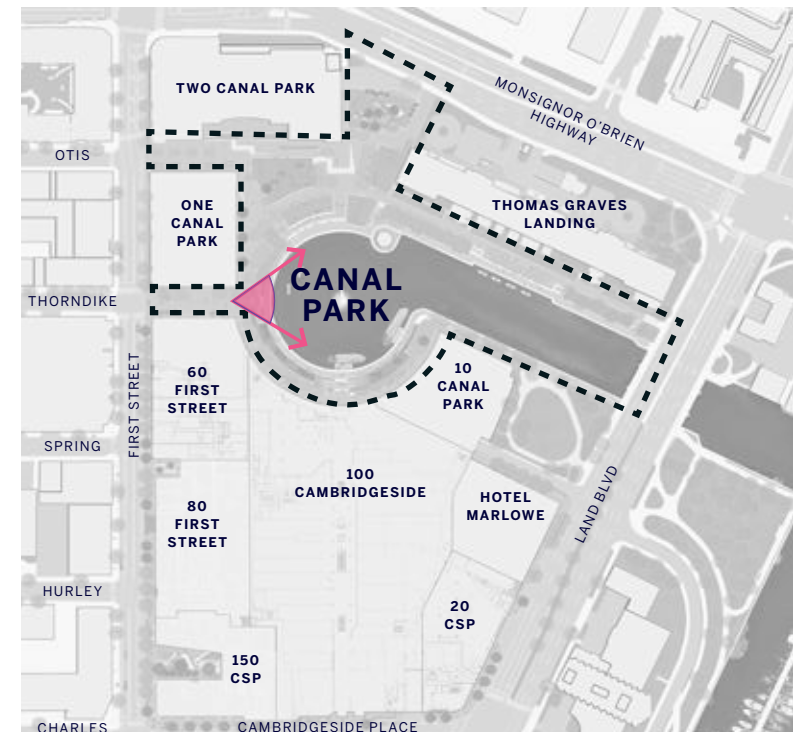 TWO CANAL PARK
MONSIGNOR O'BRIEN
HIGHWAY
OTIS
ONE
CANAL
PARK
THOMAS GRAVES
LANDING
CANAL
PARK
THORNDIKE
FIRST STREET
60
FIRST
STREET
10
CANAL
PARK
SPRING
100
CAMBRIDGESIDE
HOTEL
MARLOWE
LAND BLVD
80
FIRST
STREET
HURLEY
20
CSP
150
CSP
CHARLES
CAMBRIDGESIDE PLACE